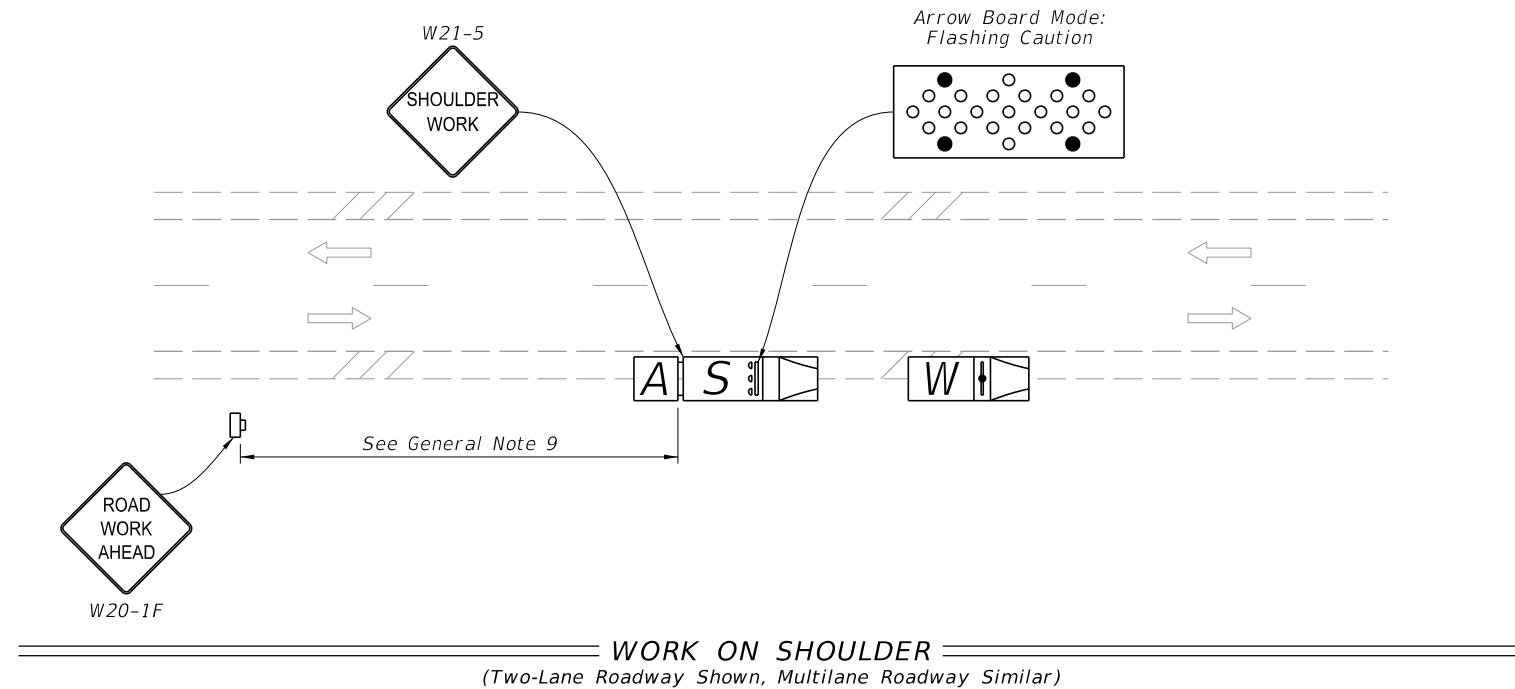 W21-5
SHOULDER
WORK
Arrow Board Mode:
Flashing Caution
A
S
W
See General Note 9
ROAD
WORK
AHEAD
W20-1F
WORK ON SHOULDER
(Two-Lane Roadway Shown, Multilane Roadway Similar)